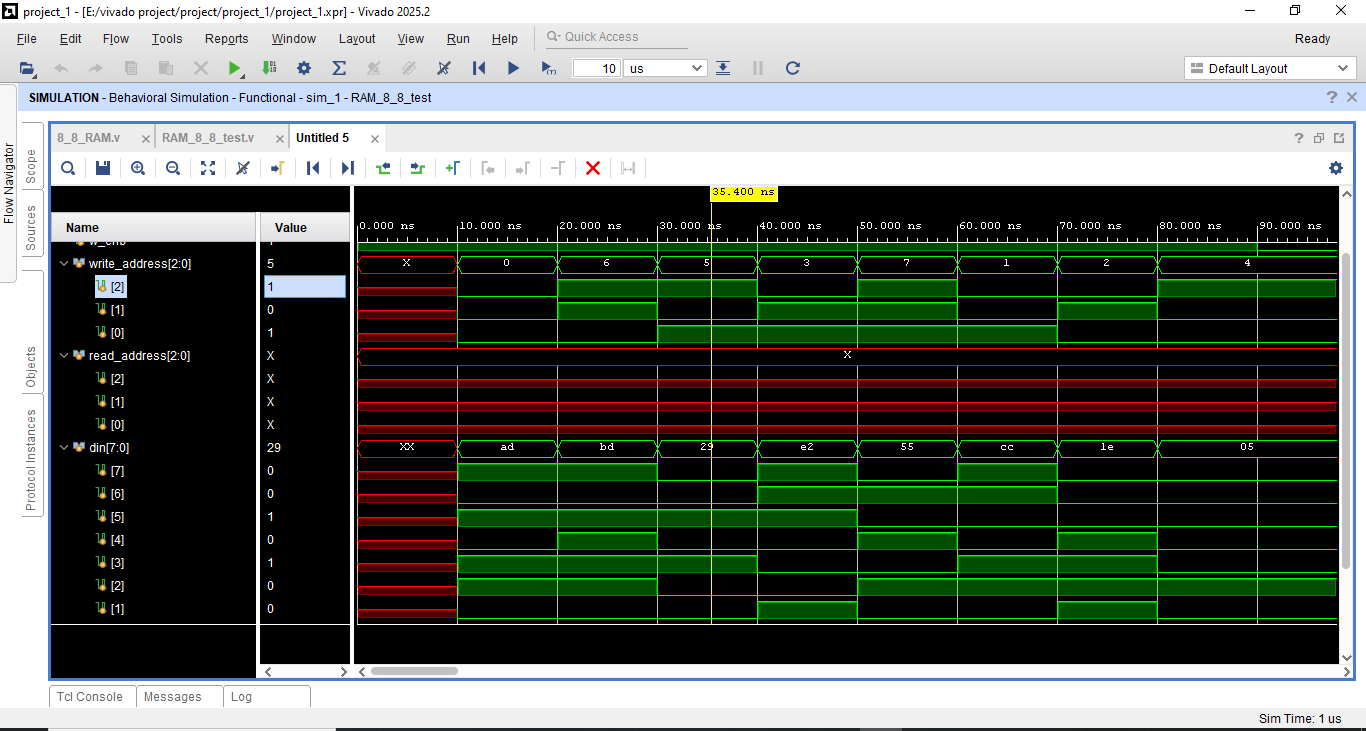 project_1 - [E:/vivado project/project/project_1/project_1.xpr] - Vivado 2025.2
File Edit Flow Tools Reports Window Layout View Run Help Quick Access Ready
10 us Default Layout
SIMULATION - Behavioral Simulation - Functional - sim_1 - RAM_8_8_test
Flow Navigator
Scope
Sources
Objects
Protocol Instances
8_8_RAM.v RAM_8_8_test.v Untitled 5
35.400 ns
Name Value 0.000 ns 10.000 ns 20.000 ns 30.000 ns 40.000 ns 50.000 ns 60.000 ns 70.000 ns 80.000 ns 90.000 ns
write_address[2:0] 5 X 0 6 5 3 7 1 2 4
[2] 1
[1] 0
[0] 1
read_address[2:0] X X
[2] X
[1] X
[0] X
din[7:0] 29 XX ad bd 29 e2 55 cc 1e 05
[7] 0
[6] 0
[5] 1
[4] 0
[3] 1
[2] 0
[1] 0
Tcl Console Messages Log
Sim Time: 1 us